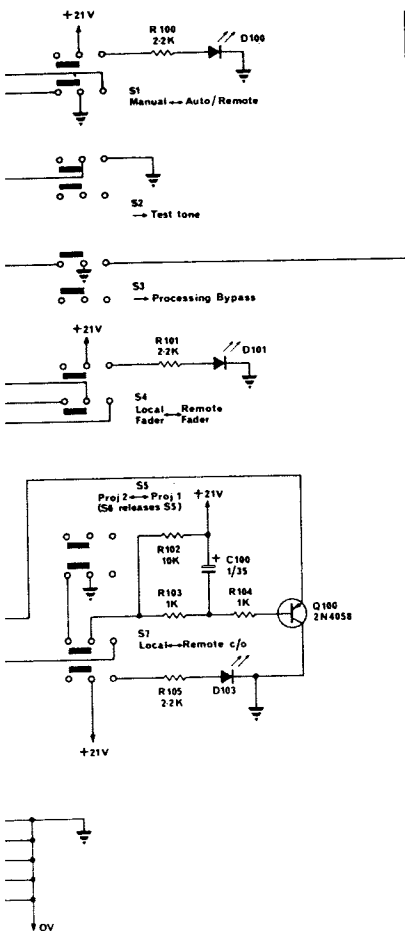 +21V
R 100
2·2K
D100
S1
Manual ↔ Auto/Remote
S2
→ Test tone
S3
→ Processing Bypass
+21V
R101
2·2K
D101
S4
Local ↔ Remote
Fader Fader
S5
Proj 2 ↔ Proj 1
(S6 releases S5)
+21V
R102
10K
+ C100
1/35
R103
1K
R104
1K
Q100
2N4058
S7
Local ↔ Remote c/o
R105
2·2K
D103
+21V
0V